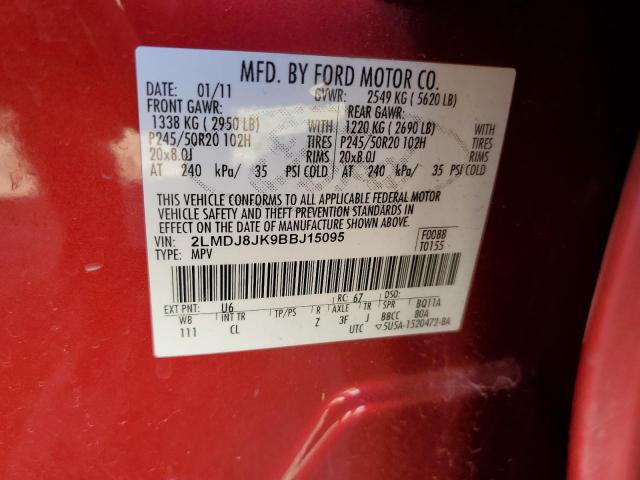 MFD. BY FORD MOTOR CO.
DATE: 01/11 GVWR: 2549 KG (5620 LB)
FRONT GAWR: REAR GAWR:
1338 KG (2950 LB) WITH 1220 KG (2690 LB) WITH
P245/50R20 102H TIRES P245/50R20 102H TIRES
20x8.0J RIMS 20x8.0J RIMS
AT 240 kPa/ 35 PSI COLD AT 240 kPa/ 35 PSI COLD
THIS VEHICLE CONFORMS TO ALL APPLICABLE FEDERAL MOTOR
VEHICLE SAFETY AND THEFT PREVENTION STANDARDS IN
EFFECT ON THE DATE OF MANUFACTURE SHOWN ABOVE.
VIN: 2LMDJ8JK9BBJ15095 F0088
TYPE: MPV T0155
EXT PNT: U6 RC: 67 DSO:
WB INT TR TP/PS R AXLE TR SPR BQ11A
111 CL Z 3F J BBCC 80A
UTC 5U5A-1520472-BA